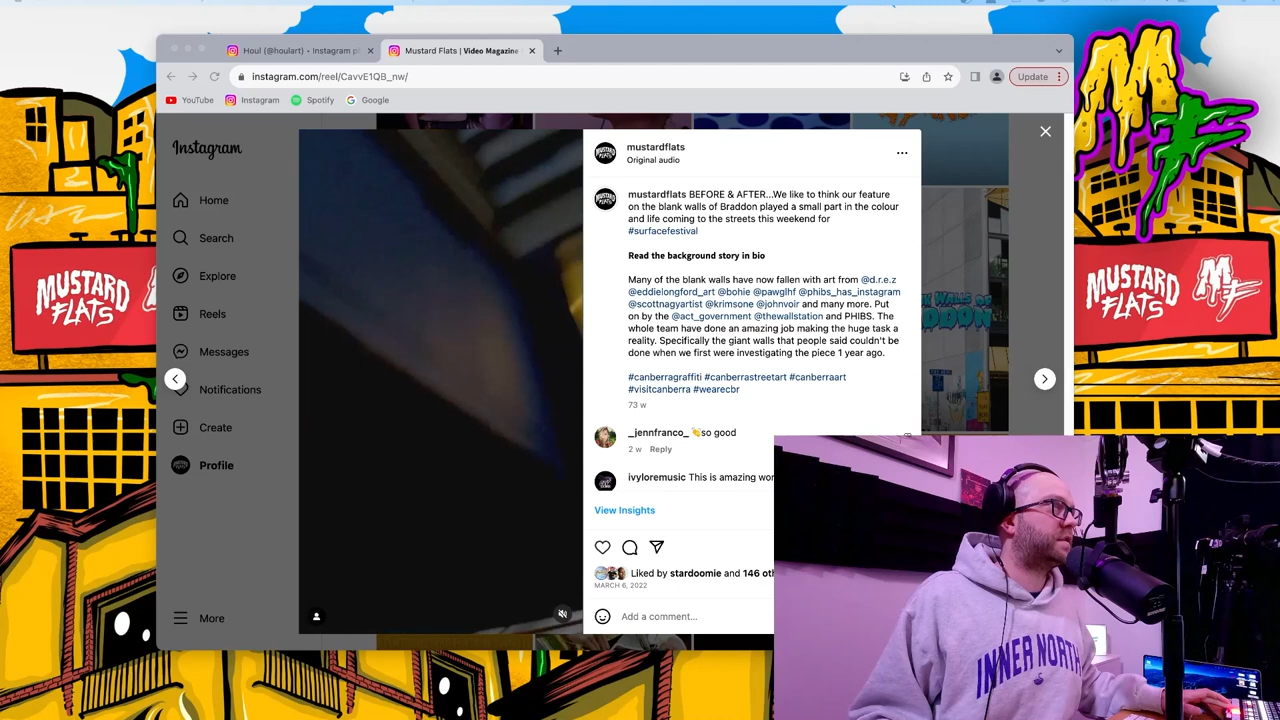 Houl (@houlart) • Instagram p
Mustard Flats | Video Magazine
instagram.com/reel/CavvE1QB_nw/
Update
YouTube
Instagram
Spotify
Google
Instagram
Home
Search
Explore
Reels
Messages
Notifications
Create
Profile
More
mustardflats
Original audio
mustardflats BEFORE & AFTER...We like to think our feature
on the blank walls of Braddon played a small part in the colour
and life coming to the streets this weekend for
#surfacefestival
Read the background story in bio
Many of the blank walls have now fallen with art from @d.r.e.z
@eddielongford_art @bohie @pawglhf @phibs_has_instagram
@scottnagyartist @krimsone @johnvoir and many more. Put
on by the @act_government @thewallstation and PHIBS. The
whole team have done an amazing job making the huge task a
reality. Specifically the giant walls that people said couldn't be
done when we first were investigating the piece 1 year ago.
#canberragraffiti #canberrastreetart #canberraart
#visitcanberra #wearecbr
73 w
_jennfranco_ 👏so good
2 w Reply
ivyloremusic This is amazing wor
View Insights
Liked by stardoomie and 146 oth
MARCH 6, 2022
Add a comment...
MUSTARD
FLATS
MF
MUSTARD
FLATS
MF
MF
INNER NORTH